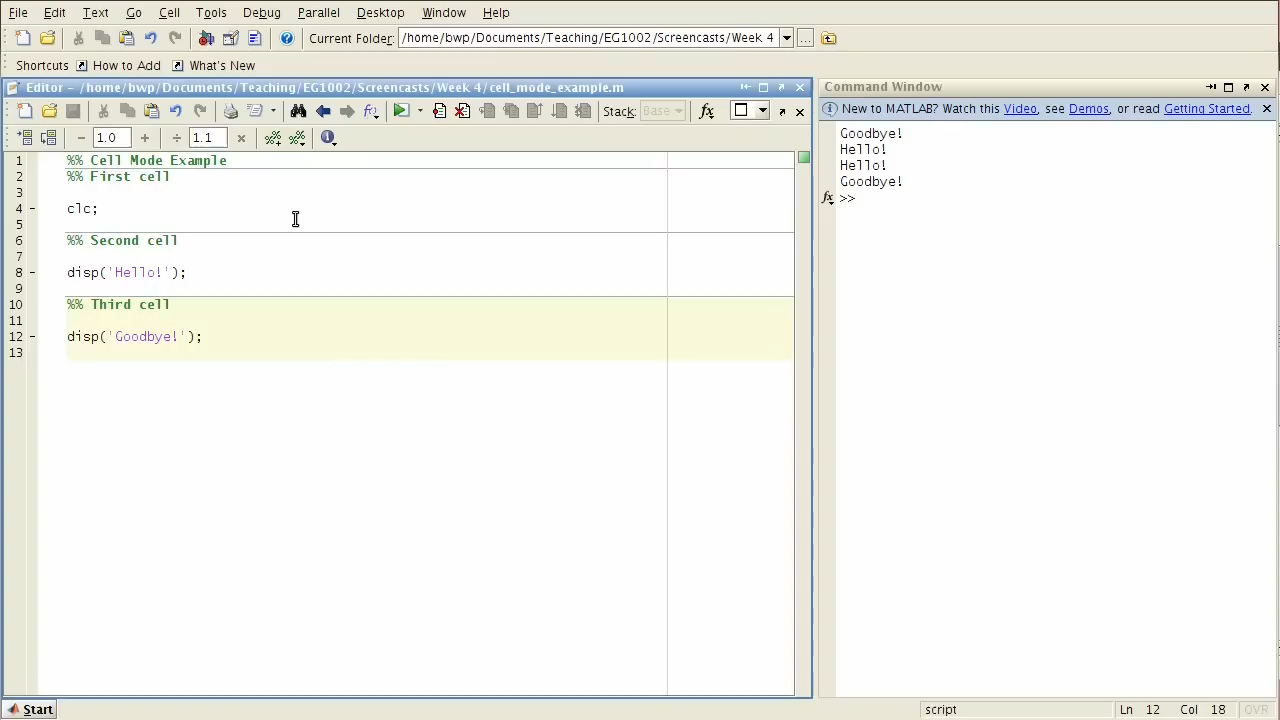 File Edit Text Go Cell Tools Debug Parallel Desktop Window Help
Current Folder: /home/bwp/Documents/Teaching/EG1002/Screencasts/Week 4 ...
Shortcuts How to Add What's New
Editor - /home/bwp/Documents/Teaching/EG1002/Screencasts/Week 4/cell_mode_example.m
Stack: Base fx
- 1.0 + ÷ 1.1 ×
1 %% Cell Mode Example
2 %% First cell
3
4 - clc;
5
6 %% Second cell
7
8 - disp('Hello!');
9
10 %% Third cell
11
12 - disp('Goodbye!');
13
Command Window
New to MATLAB? Watch this Video, see Demos, or read Getting Started.
Goodbye!
Hello!
Hello!
Goodbye!
fx >>
Start
script Ln 12 Col 18 OVR